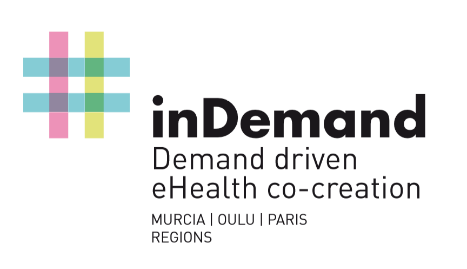 inDemand
Demand driven
eHealth co-creation
MURCIA | OULU | PARIS
REGIONS